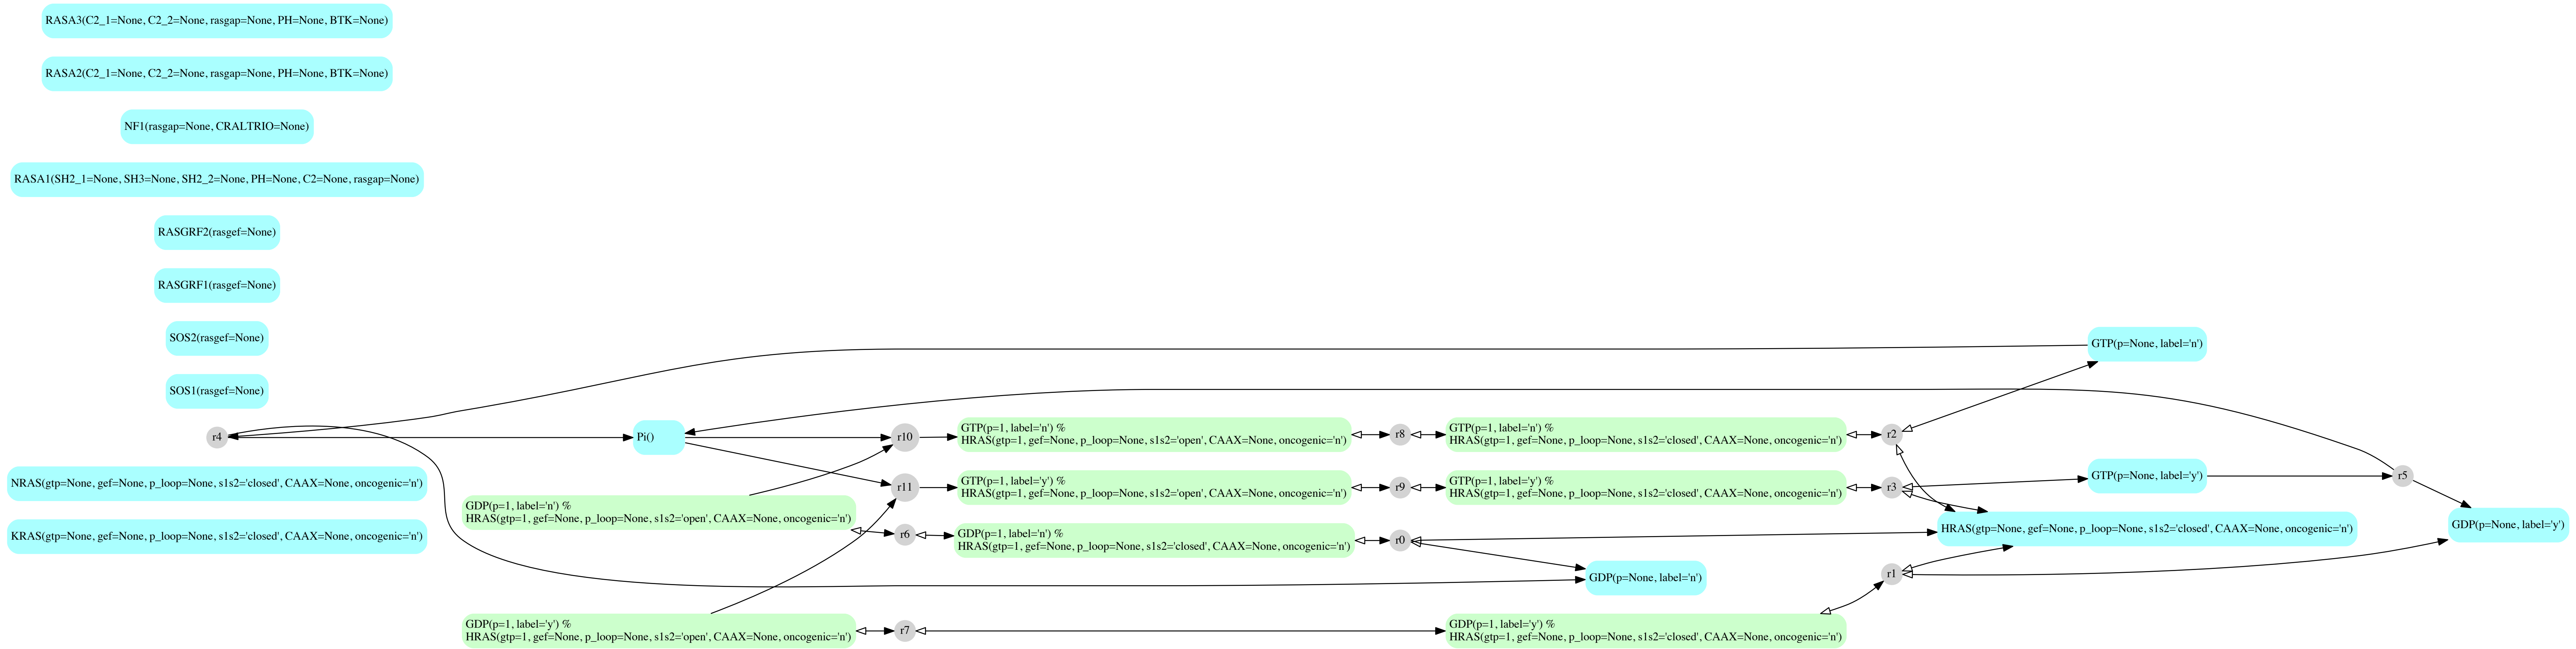 RASA3(C2_1=None, C2_2=None, rasgap=None, PH=None, BTK=None)
RASA2(C2_1=None, C2_2=None, rasgap=None, PH=None, BTK=None)
NF1(rasgap=None, CRALTRIO=None)
RASA1(SH2_1=None, SH3=None, SH2_2=None, PH=None, C2=None, rasgap=None)
RASGRF2(rasgef=None)
RASGRF1(rasgef=None)
SOS2(rasgef=None)
SOS1(rasgef=None)
r4
NRAS(gtp=None, gef=None, p_loop=None, s1s2='closed', CAAX=None, oncogenic='n')
KRAS(gtp=None, gef=None, p_loop=None, s1s2='closed', CAAX=None, oncogenic='n')
Pi()
GDP(p=1, label='n') %
HRAS(gtp=1, gef=None, p_loop=None, s1s2='open', CAAX=None, oncogenic='n')
GDP(p=1, label='y') %
HRAS(gtp=1, gef=None, p_loop=None, s1s2='open', CAAX=None, oncogenic='n')
r10
r11
r6
r7
GTP(p=1, label='n') %
HRAS(gtp=1, gef=None, p_loop=None, s1s2='open', CAAX=None, oncogenic='n')
GTP(p=1, label='y') %
HRAS(gtp=1, gef=None, p_loop=None, s1s2='open', CAAX=None, oncogenic='n')
GDP(p=1, label='n') %
HRAS(gtp=1, gef=None, p_loop=None, s1s2='closed', CAAX=None, oncogenic='n')
r8
r9
r0
GTP(p=1, label='n') %
HRAS(gtp=1, gef=None, p_loop=None, s1s2='closed', CAAX=None, oncogenic='n')
GTP(p=1, label='y') %
HRAS(gtp=1, gef=None, p_loop=None, s1s2='closed', CAAX=None, oncogenic='n')
GDP(p=None, label='n')
GDP(p=1, label='y') %
HRAS(gtp=1, gef=None, p_loop=None, s1s2='closed', CAAX=None, oncogenic='n')
r2
r3
r1
GTP(p=None, label='n')
GTP(p=None, label='y')
HRAS(gtp=None, gef=None, p_loop=None, s1s2='closed', CAAX=None, oncogenic='n')
r5
GDP(p=None, label='y')